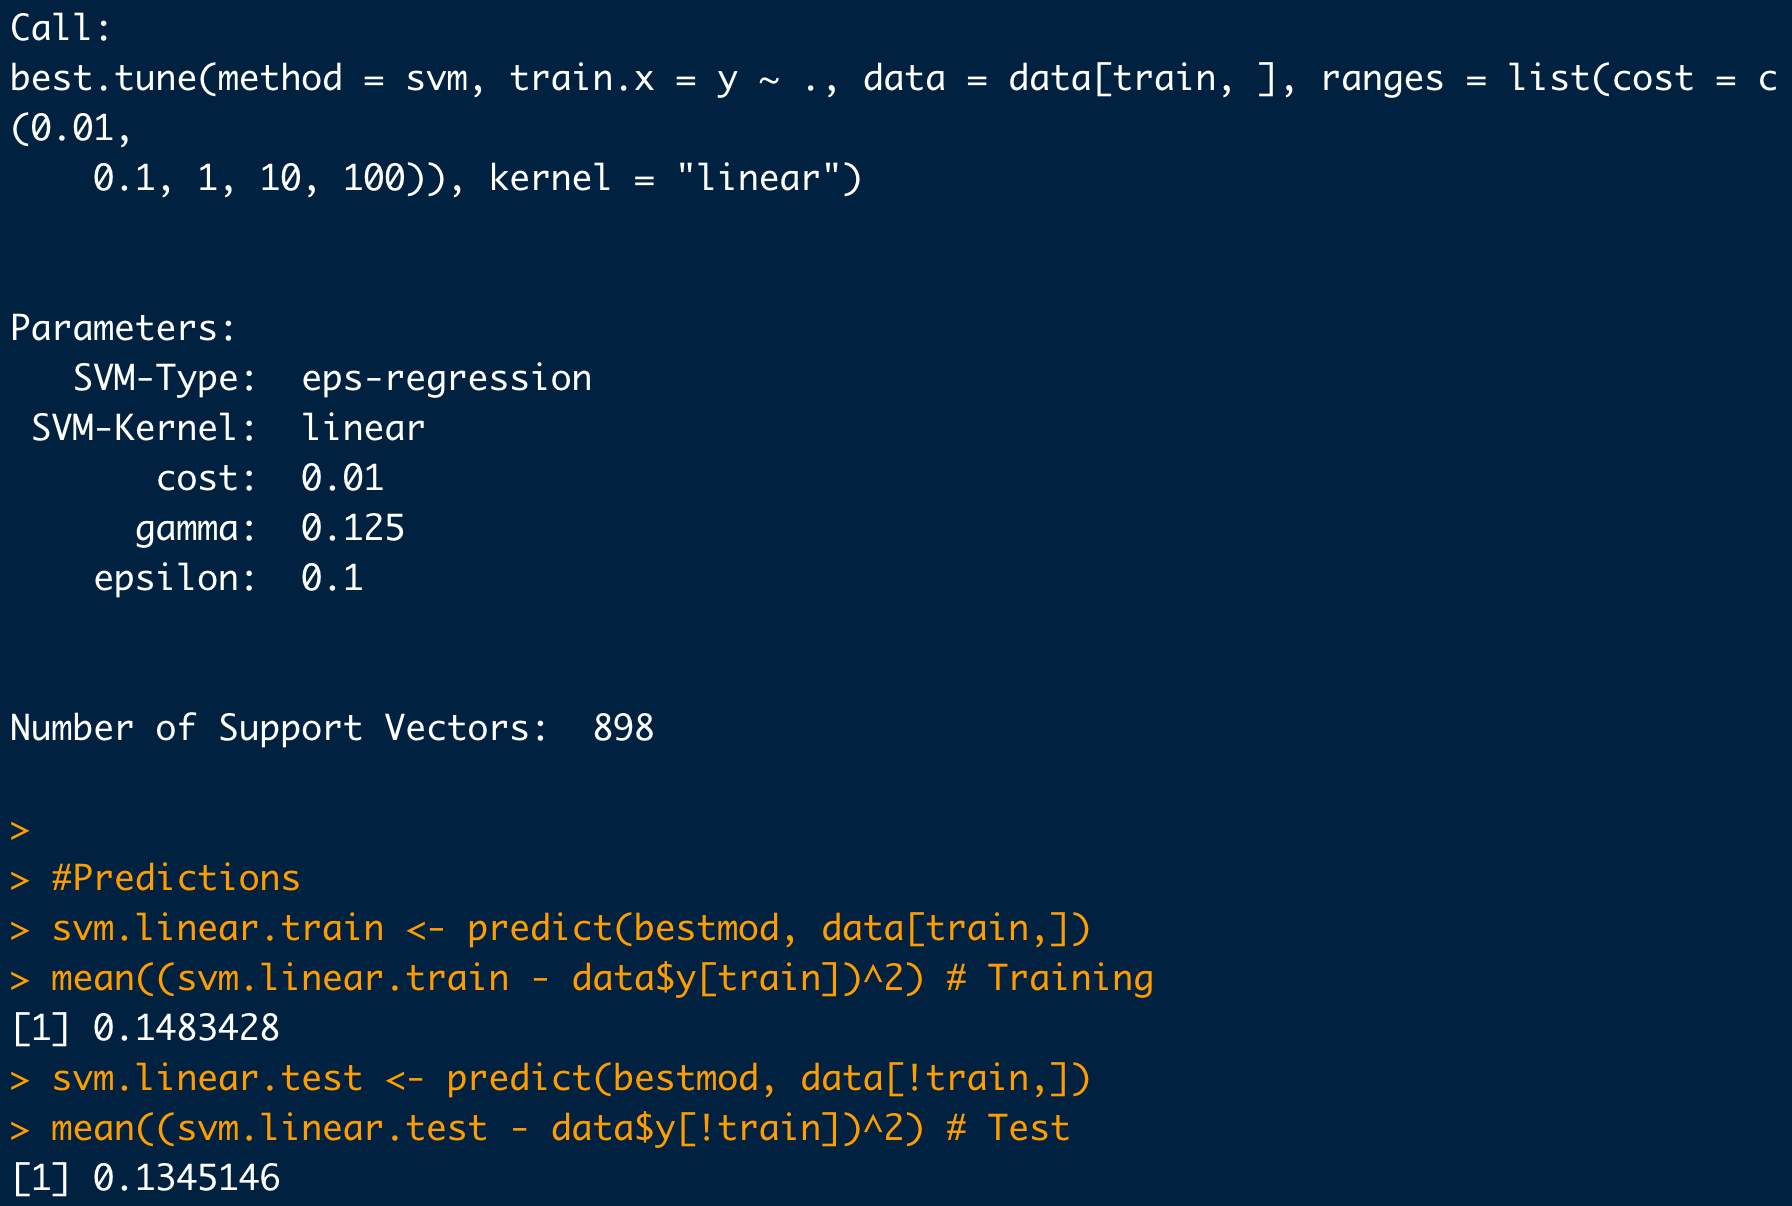 Call:
best.tune(method = svm, train.x = y ~ ., data = data[train, ], ranges = list(cost = c
(0.01,
    0.1, 1, 10, 100)), kernel = "linear")
Parameters:
   SVM-Type:  eps-regression
 SVM-Kernel:  linear
       cost:  0.01
      gamma:  0.125
    epsilon:  0.1
Number of Support Vectors:  898
>
> #Predictions
> svm.linear.train <- predict(bestmod, data[train,])
> mean((svm.linear.train - data$y[train])^2) # Training
[1] 0.1483428
> svm.linear.test <- predict(bestmod, data[!train,])
> mean((svm.linear.test - data$y[!train])^2) # Test
[1] 0.1345146